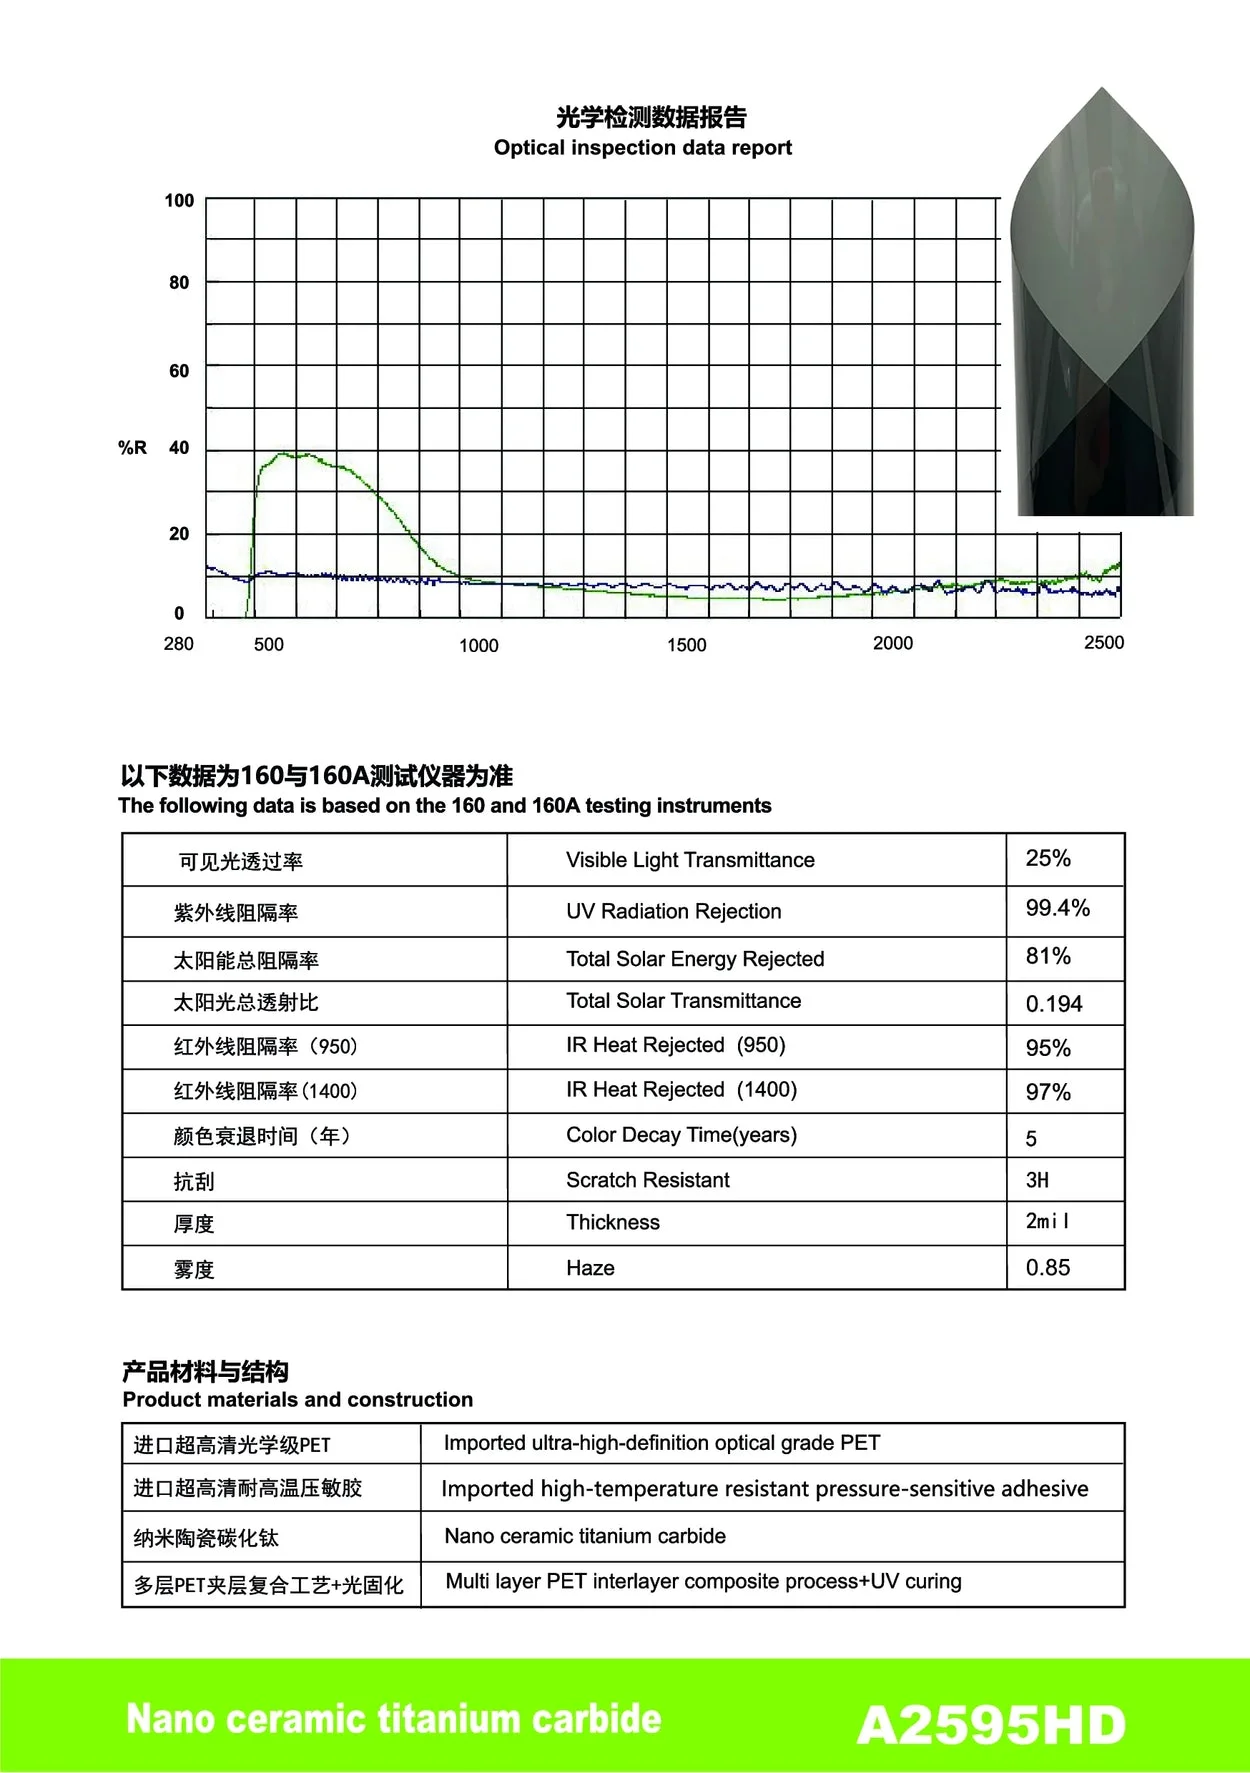 光学检测数据报告
Optical inspection data report
100
80
60
%R 40
20
0
280 500 1000 1500 2000 2500
以下数据为160与160A测试仪器为准
The following data is based on the 160 and 160A testing instruments
可见光透过率 Visible Light Transmittance 25%
紫外线阻隔率 UV Radiation Rejection 99.4%
太阳能总阻隔率 Total Solar Energy Rejected 81%
太阳光总透射比 Total Solar Transmittance 0.194
红外线阻隔率（950） IR Heat Rejected (950) 95%
红外线阻隔率(1400) IR Heat Rejected (1400) 97%
颜色衰退时间（年） Color Decay Time(years) 5
抗刮 Scratch Resistant 3H
厚度 Thickness 2mil
雾度 Haze 0.85
产品材料与结构
Product materials and construction
进口超高清光学级PET Imported ultra-high-definition optical grade PET
进口超高清耐高温压敏胶 Imported high-temperature resistant pressure-sensitive adhesive
纳米陶瓷碳化钛 Nano ceramic titanium carbide
多层PET夹层复合工艺+光固化 Multi layer PET interlayer composite process+UV curing
Nano ceramic titanium carbide A2595HD